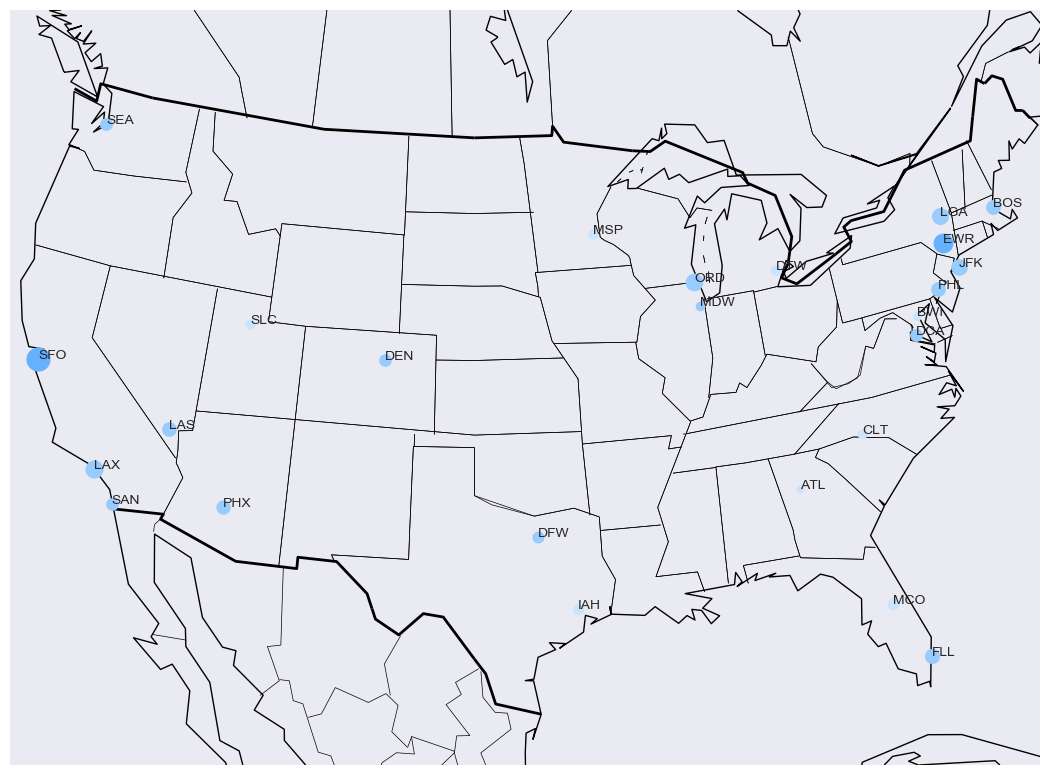 SEA
BOS
LGA
MSP
EWR
DTW
JFK
ORD
PHL
MDW
BWI
SLC
DCA
SFO
DEN
LAS
CLT
LAX
ATL
SAN
PHX
DFW
MCO
IAH
FLL